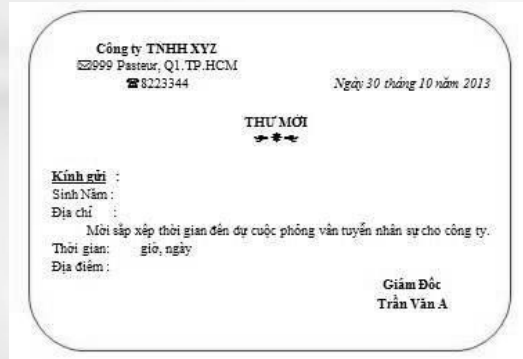 Công ty TNHH XYZ
✉999 Pasteur, Q1.TP.HCM
☎8223344
Ngày 30 tháng 10 năm 2013
THƯ MỜI
Kính gửi :
Sinh Năm :
Địa chỉ :
Mời sắp xếp thời gian đến dự cuộc phỏng vấn tuyển nhân sự cho công ty.
Thời gian: giờ, ngày
Địa điểm :
Giám Đốc
Trần Văn A